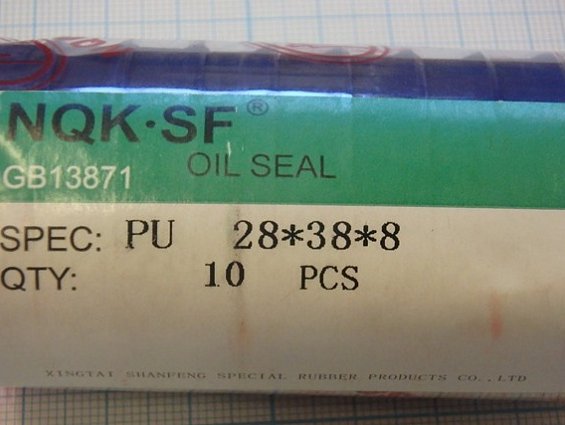 NQK·SF®
OIL SEAL
GB13871
SPEC: PU 28*38*8
QTY: 10 PCS
XINGTAI SHANFENG SPECIAL RUBBER PRODUCTS CO.,LTD